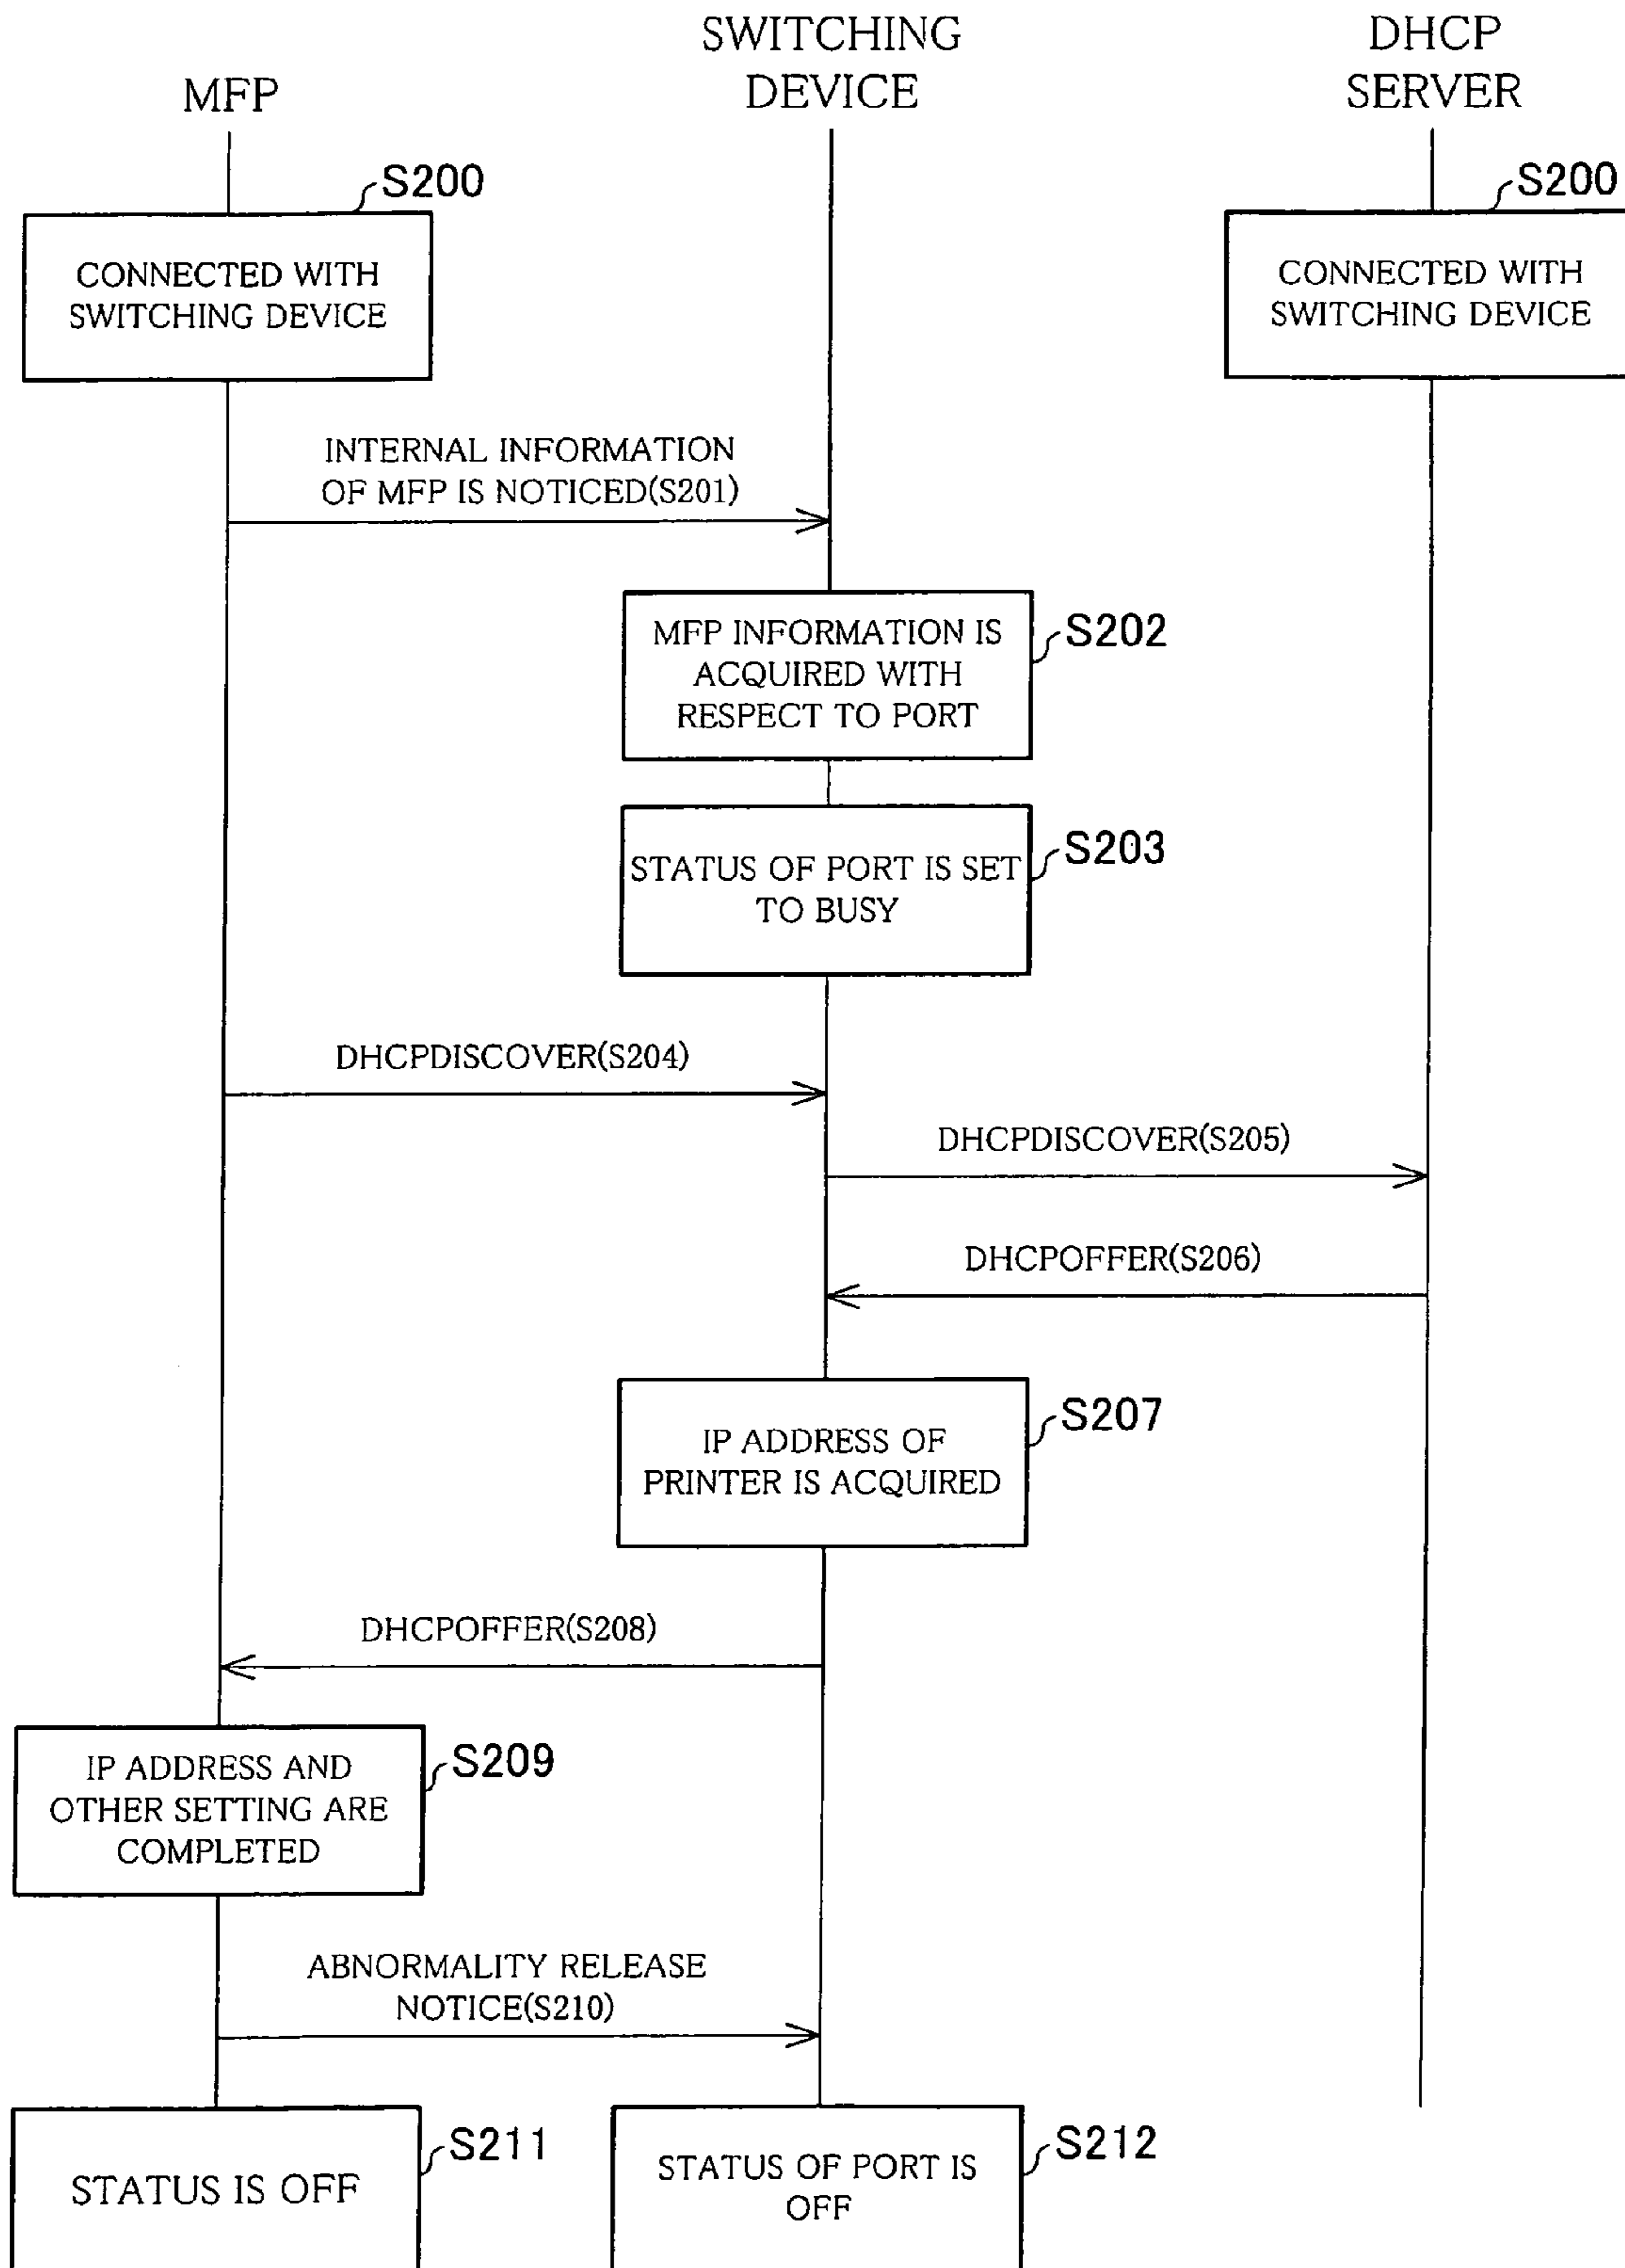 MFP
SWITCHING
DEVICE
DHCP
SERVER
S200
CONNECTED WITH
SWITCHING DEVICE
S200
CONNECTED WITH
SWITCHING DEVICE
INTERNAL INFORMATION
OF MFP IS NOTICED(S201)
MFP INFORMATION IS
ACQUIRED WITH
RESPECT TO PORT
S202
STATUS OF PORT IS SET
TO BUSY
S203
DHCPDISCOVER(S204)
DHCPDISCOVER(S205)
DHCPOFFER(S206)
IP ADDRESS OF
PRINTER IS ACQUIRED
S207
DHCPOFFER(S208)
IP ADDRESS AND
OTHER SETTING ARE
COMPLETED
S209
ABNORMALITY RELEASE
NOTICE(S210)
STATUS IS OFF
S211
STATUS OF PORT IS
OFF
S212